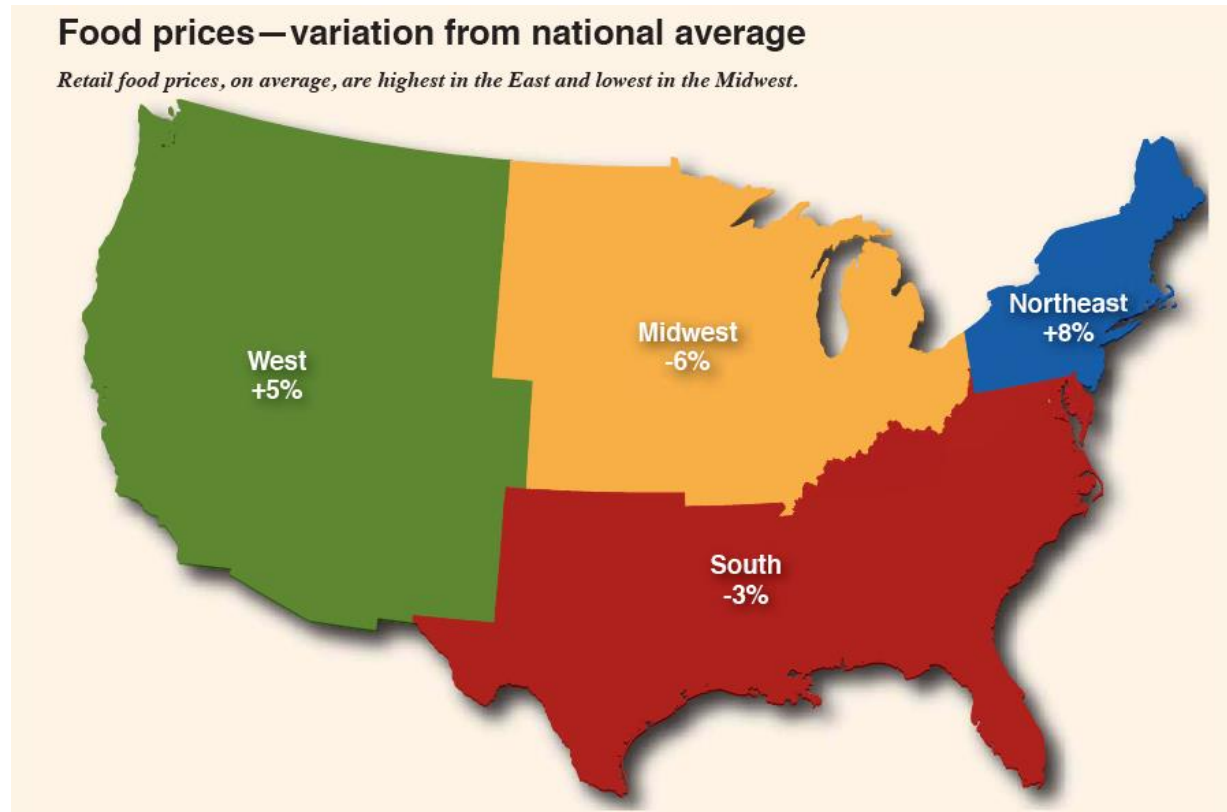 Food prices—variation from national average
Retail food prices, on average, are highest in the East and lowest in the Midwest.
Northeast
+8%
Midwest
-6%
West
+5%
South
-3%